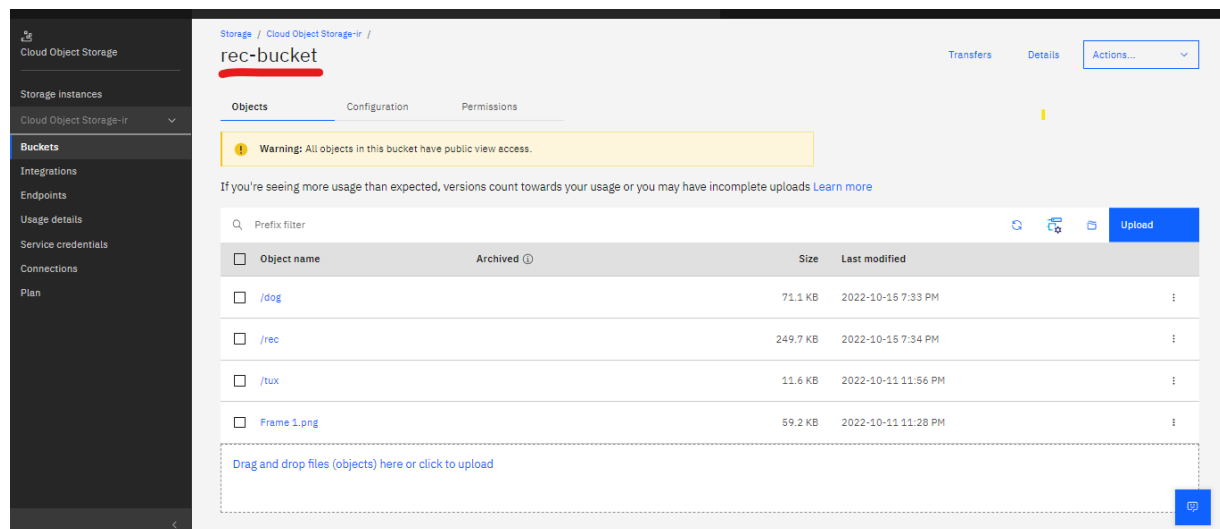 Cloud Object Storage
Storage instances
Cloud Object Storage-ir
Buckets
Integrations
Endpoints
Usage details
Service credentials
Connections
Plan
Storage / Cloud Object Storage-ir /
rec-bucket
Transfers Details Actions...
Objects Configuration Permissions
Warning: All objects in this bucket have public view access.
If you're seeing more usage than expected, versions count towards your usage or you may have incomplete uploads Learn more
Prefix filter Upload
Object name Archived Size Last modified
/dog 71.1 KB 2022-10-15 7:33 PM
/rec 249.7 KB 2022-10-15 7:34 PM
/tux 11.6 KB 2022-10-11 11:56 PM
Frame 1.png 59.2 KB 2022-10-11 11:28 PM
Drag and drop files (objects) here or click to upload